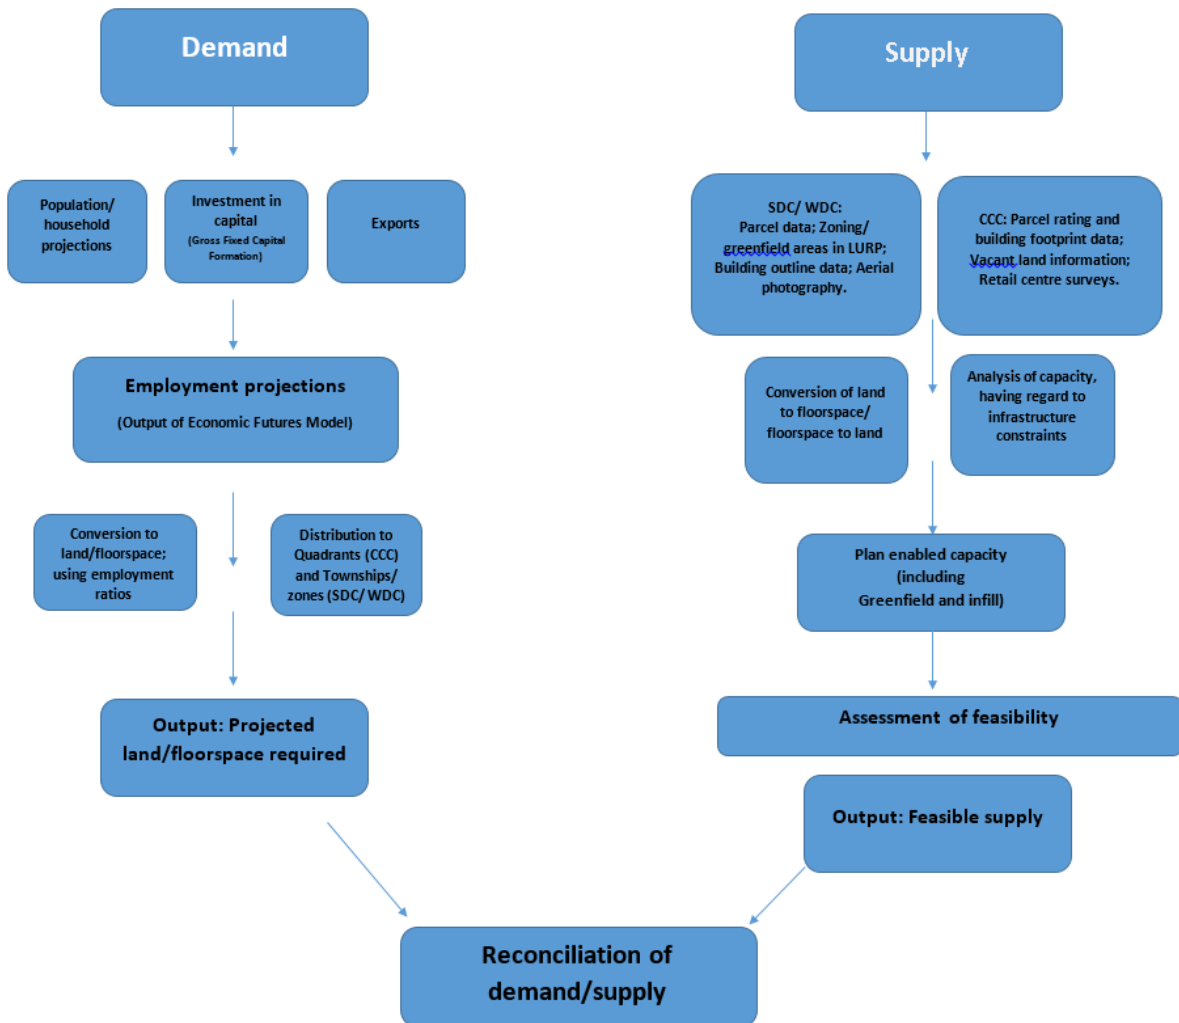 Demand
Population/
household
projections
Investment in
capital
(Gross Fixed Capital
Formation)
Exports
Employment projections
(Output of Economic Futures Model)
Conversion to
land/floorspace;
using employment
ratios
Distribution to
Quadrants (CCC)
and Townships/
zones (SDC/ WDC)
Output: Projected
land/floorspace required
Supply
SDC/ WDC:
Parcel data; Zoning/
greenfield areas in LURP;
Building outline data; Aerial
photography.
CCC: Parcel rating and
building footprint data;
Vacant land information;
Retail centre surveys.
Conversion of land
to floorspace/
floorspace to land
Analysis of capacity,
having regard to
infrastructure
constraints
Plan enabled capacity
(including
Greenfield and infill)
Assessment of feasibility
Output: Feasible supply
Reconciliation of
demand/supply